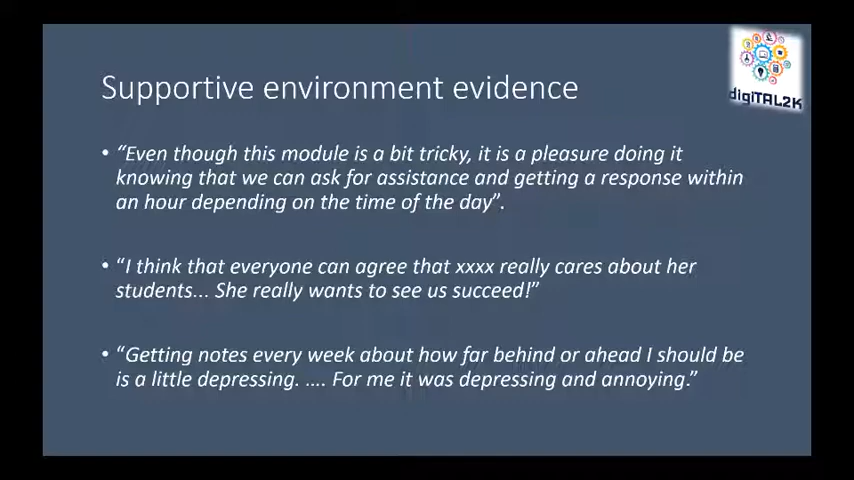 digiTAL2K
Supportive environment evidence
• “Even though this module is a bit tricky, it is a pleasure doing it
knowing that we can ask for assistance and getting a response within
an hour depending on the time of the day”.
• “I think that everyone can agree that xxxx really cares about her
students... She really wants to see us succeed!”
• “Getting notes every week about how far behind or ahead I should be
is a little depressing. .... For me it was depressing and annoying.”